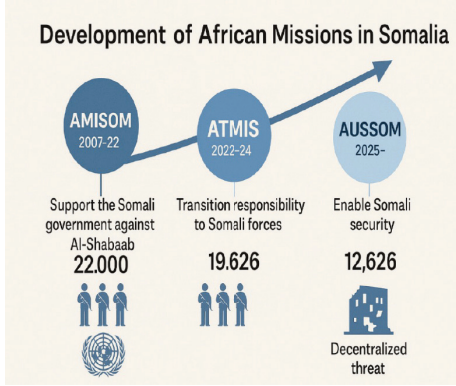 Development of African Missions in Somalia
AMISOM
2007-22
Support the Somali
government against
Al-Shabaab
22.000
ATMIS
2022-24
Transition responsibility
to Somali forces
19.626
AUSSOM
2025-
Enable Somali
security
12,626
Decentralized
threat